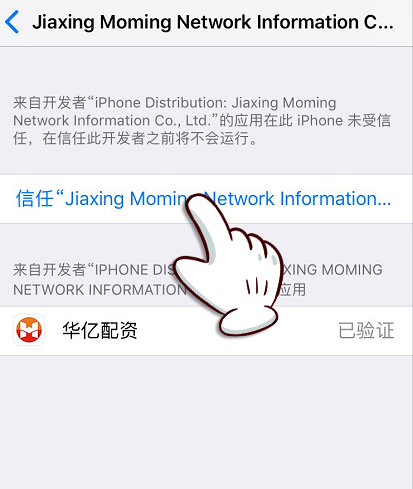 Jiaxing Moming Network Information C...
来自开发者“iPhone Distribution: Jiaxing Moming
Network Information Co., Ltd.”的应用在此 iPhone 未受信
任，在信任此开发者之前将不会运行。
信任“Jiaxing Moming Network Information...
来自开发者“IPHONE DIS XING MOMING
NETWORK INFORMATION 应用
华亿配资 已验证